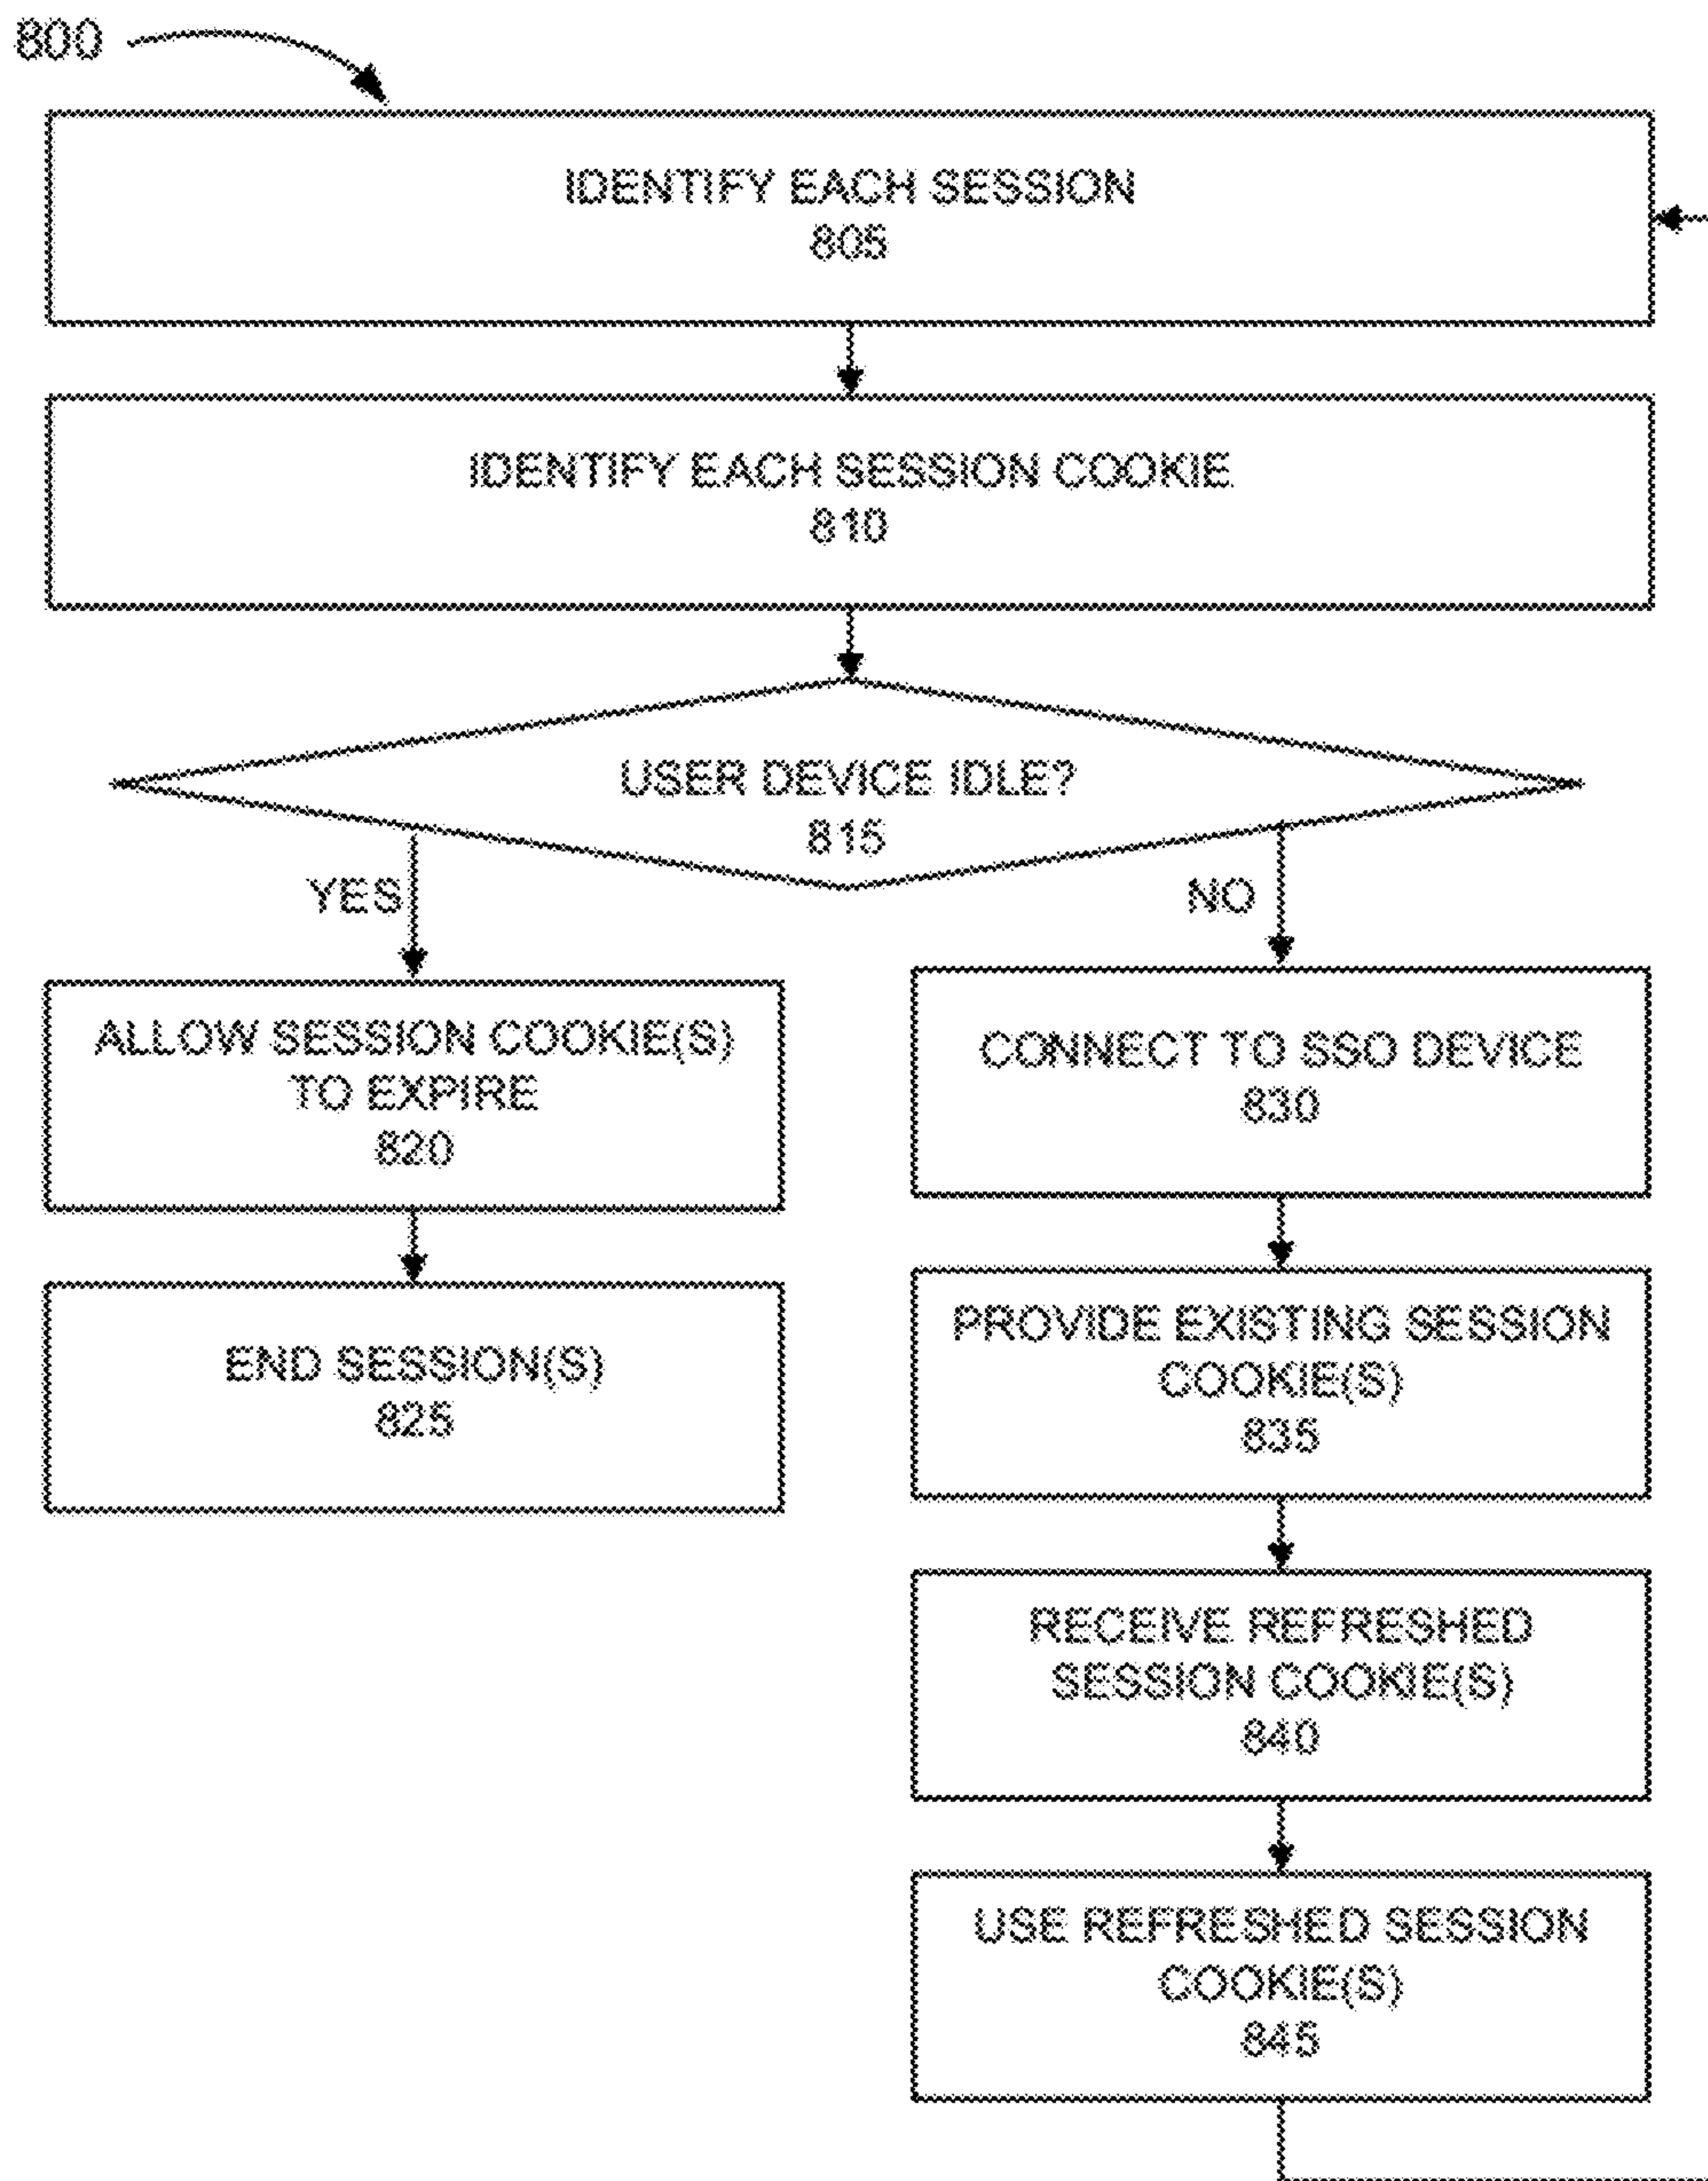 800
IDENTIFY EACH SESSION
805
IDENTIFY EACH SESSION COOKIE
810
USER DEVICE IDLE?
815
YES
NO
ALLOW SESSION COOKIE(S)
TO EXPIRE
820
END SESSION(S)
825
CONNECT TO SSO DEVICE
830
PROVIDE EXISTING SESSION
COOKIE(S)
835
RECEIVE REFRESHED
SESSION COOKIE(S)
840
USE REFRESHED SESSION
COOKIE(S)
845